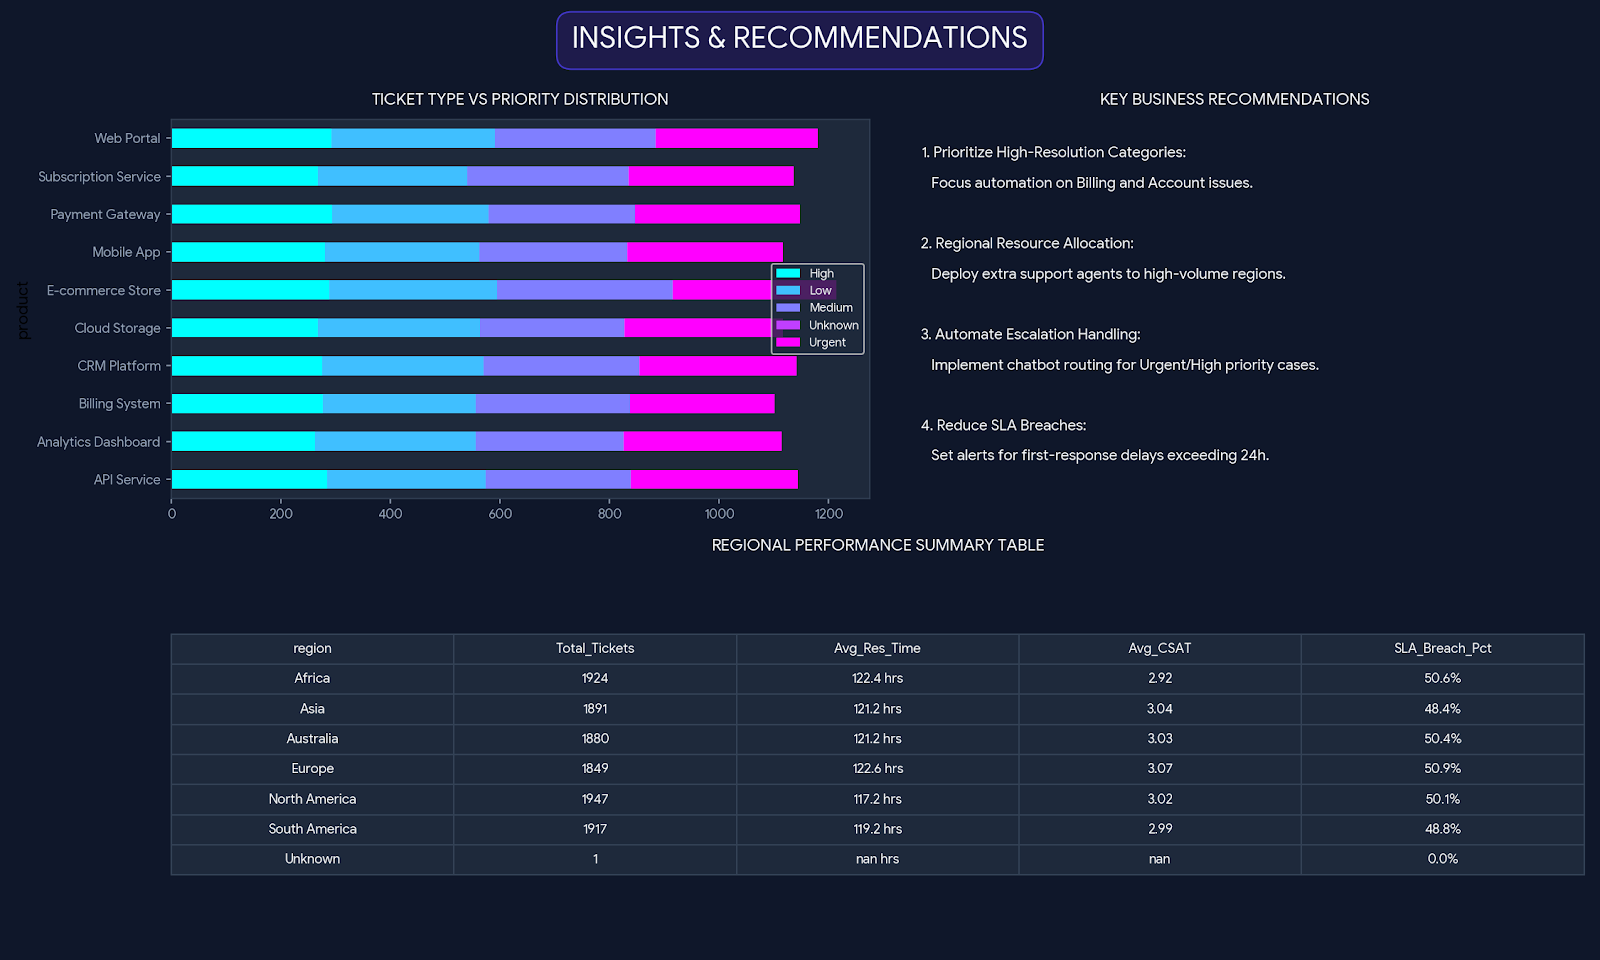 INSIGHTS & RECOMMENDATIONS
TICKET TYPE VS PRIORITY DISTRIBUTION
product
Web Portal
Subscription Service
Payment Gateway
Mobile App
E-commerce Store
Cloud Storage
CRM Platform
Billing System
Analytics Dashboard
API Service
0 200 400 600 800 1000 1200
High
Low
Medium
Unknown
Urgent
KEY BUSINESS RECOMMENDATIONS
1. Prioritize High-Resolution Categories:
Focus automation on Billing and Account issues.
2. Regional Resource Allocation:
Deploy extra support agents to high-volume regions.
3. Automate Escalation Handling:
Implement chatbot routing for Urgent/High priority cases.
4. Reduce SLA Breaches:
Set alerts for first-response delays exceeding 24h.
REGIONAL PERFORMANCE SUMMARY TABLE
region Total_Tickets Avg_Res_Time Avg_CSAT SLA_Breach_Pct
Africa 1924 122.4 hrs 2.92 50.6%
Asia 1891 121.2 hrs 3.04 48.4%
Australia 1880 121.2 hrs 3.03 50.4%
Europe 1849 122.6 hrs 3.07 50.9%
North America 1947 117.2 hrs 3.02 50.1%
South America 1917 119.2 hrs 2.99 48.8%
Unknown 1 nan hrs nan 0.0%